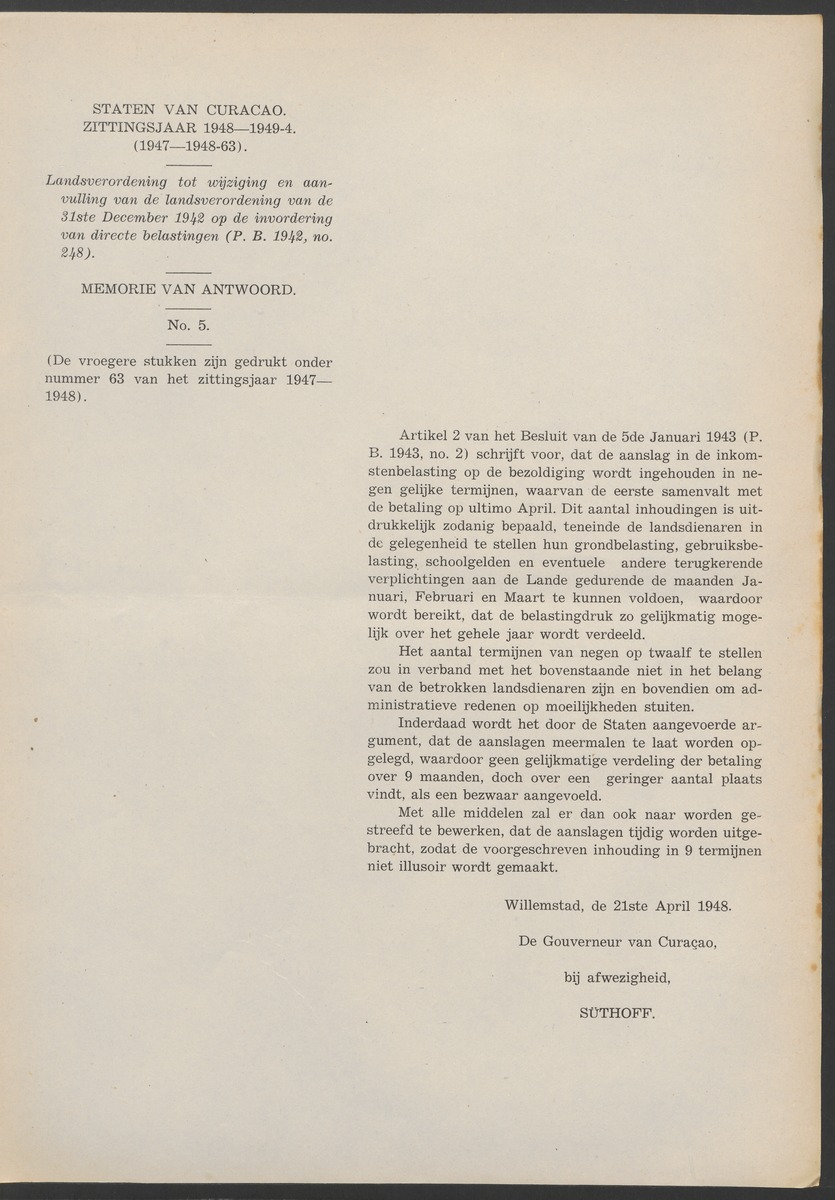 STATEN VAN CURACAO.
ZITTINGSJAAR 1948—1949-4.
(1947—1948-63).
Landsverordening tot wijziging en aan-
vulling van de landsverordening van de
31ste December 1942 op de invordering
van directe belastingen (P. B. 1942, no.
248).
MEMORIE VAN ANTWOORD.
No. 5.
(De vroegere stukken zijn gedrukt onder
nummer 63 van het zittingsjaar 1947—
1948).
Artikel 2 van het Besluit van de 5de Januari 1943 (P.
B. 1943, no. 2) schrijft voor, dat de aanslag in de inkom-
stenbelasting op de bezoldiging wordt ingehouden in ne-
gen gelijke termijnen, waarvan de eerste samenvalt met
de betaling op ultimo April. Dit aantal inhoudingen is uit-
drukkelijk zodanig bepaald, teneinde de landsdienaren in
de gelegenheid te stellen hun grondbelasting, gebruiksbe-
lasting, schoolgelden en eventuele andere terugkerende
verplichtingen aan de Lande gedurende de maanden Ja-
nuari, Februari en Maart te kunnen voldoen, waardoor
wordt bereikt, dat de belastingdruk zo gelijkmatig moge-
lijk over het gehele jaar wordt verdeeld.
Het aantal termijnen van negen op twaalf te stellen
zou in verband met het bovenstaande niet in het belang
van de betrokken landsdienaren zijn en bovendien om ad-
ministratieve redenen op moeilijkheden stuiten.
Inderdaad wordt het door de Staten aangevoerde ar-
gument, dat de aanslagen meermalen te laat worden op-
gelegd, waardoor geen gelijkmatige verdeling der betaling
over 9 maanden, doch over een geringer aantal plaats
vindt, als een bezwaar aangevoeld.
Met alle middelen zal er dan ook naar worden ge-
streefd te bewerken, dat de aanslagen tijdig worden uitge-
bracht, zodat de voorgeschreven inhouding in 9 termijnen
niet illusoir wordt gemaakt.
Willemstad, de 21ste April 1948.
De Gouverneur van Curaçao,
bij afwezigheid,
SÜTHOFF.